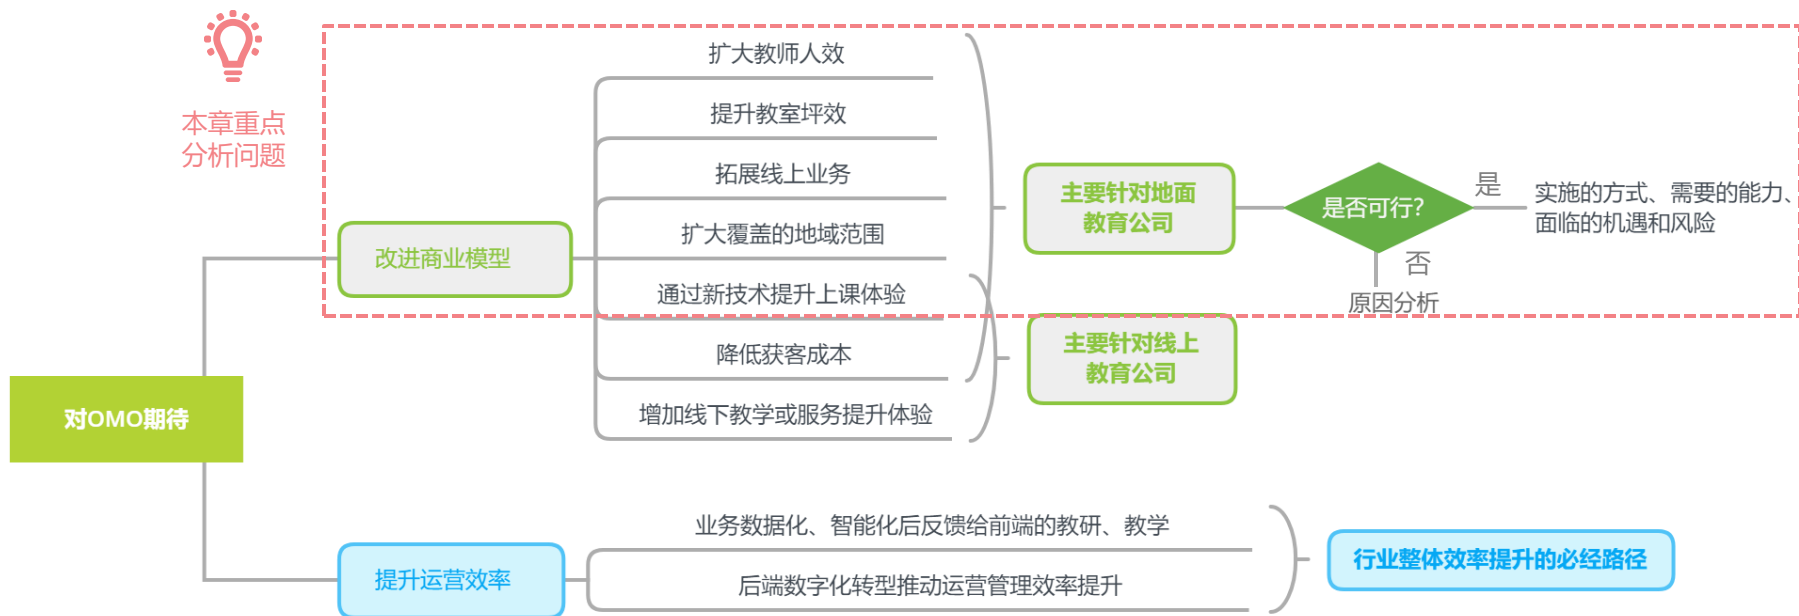 本章重点
分析问题
对OMO期待
改进商业模型
扩大教师人效
提升教室坪效
拓展线上业务
扩大覆盖的地域范围
通过新技术提升上课体验
降低获客成本
增加线下教学或服务提升体验
主要针对地面
教育公司
是否可行?
是
实施的方式、需要的能力、
面临的机遇和风险
否
原因分析
主要针对线上
教育公司
提升运营效率
业务数据化、智能化后反馈给前端的教研、教学
后端数字化转型推动运营管理效率提升
行业整体效率提升的必经路径